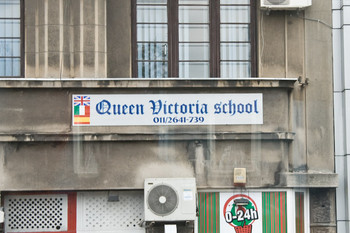 Queen Victoria school
011/2641-739
0-24h